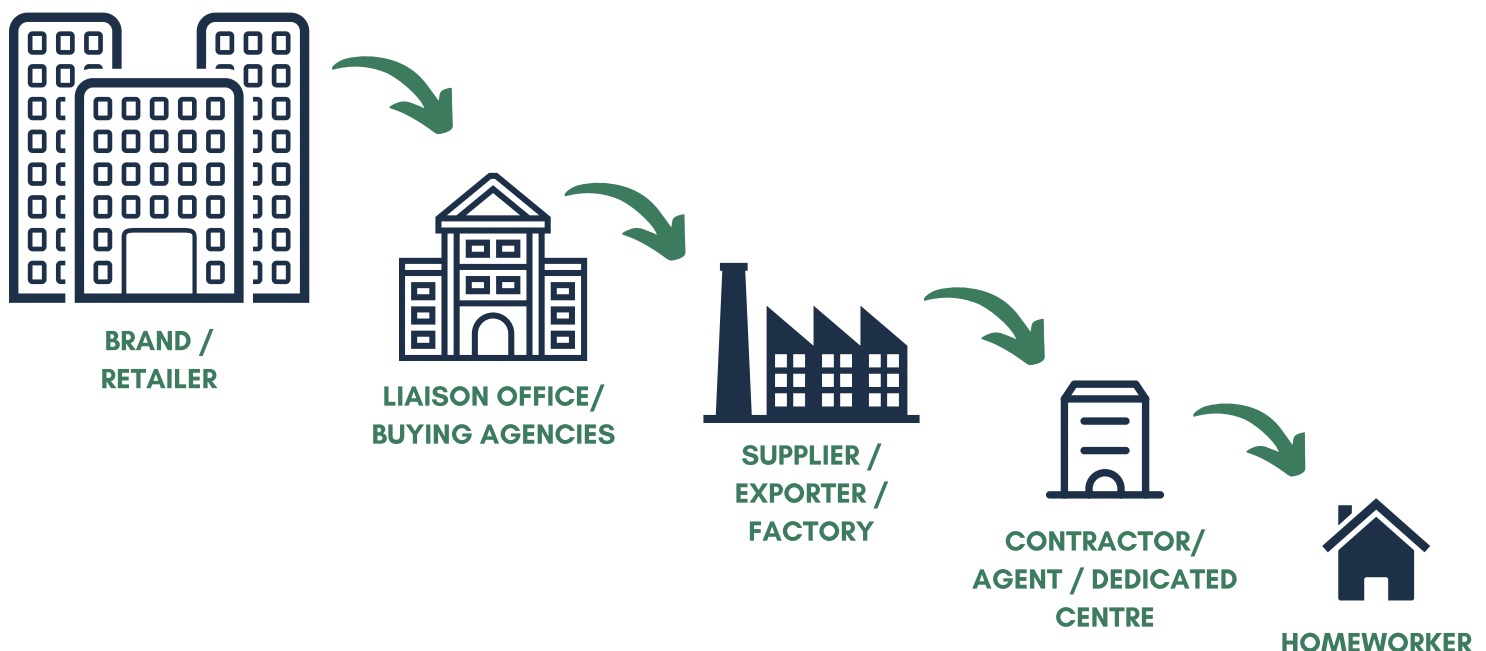 BRAND /
RETAILER
LIAISON OFFICE/
BUYING AGENCIES
SUPPLIER /
EXPORTER /
FACTORY
CONTRACTOR/
AGENT / DEDICATED
CENTRE
HOMEWORKER